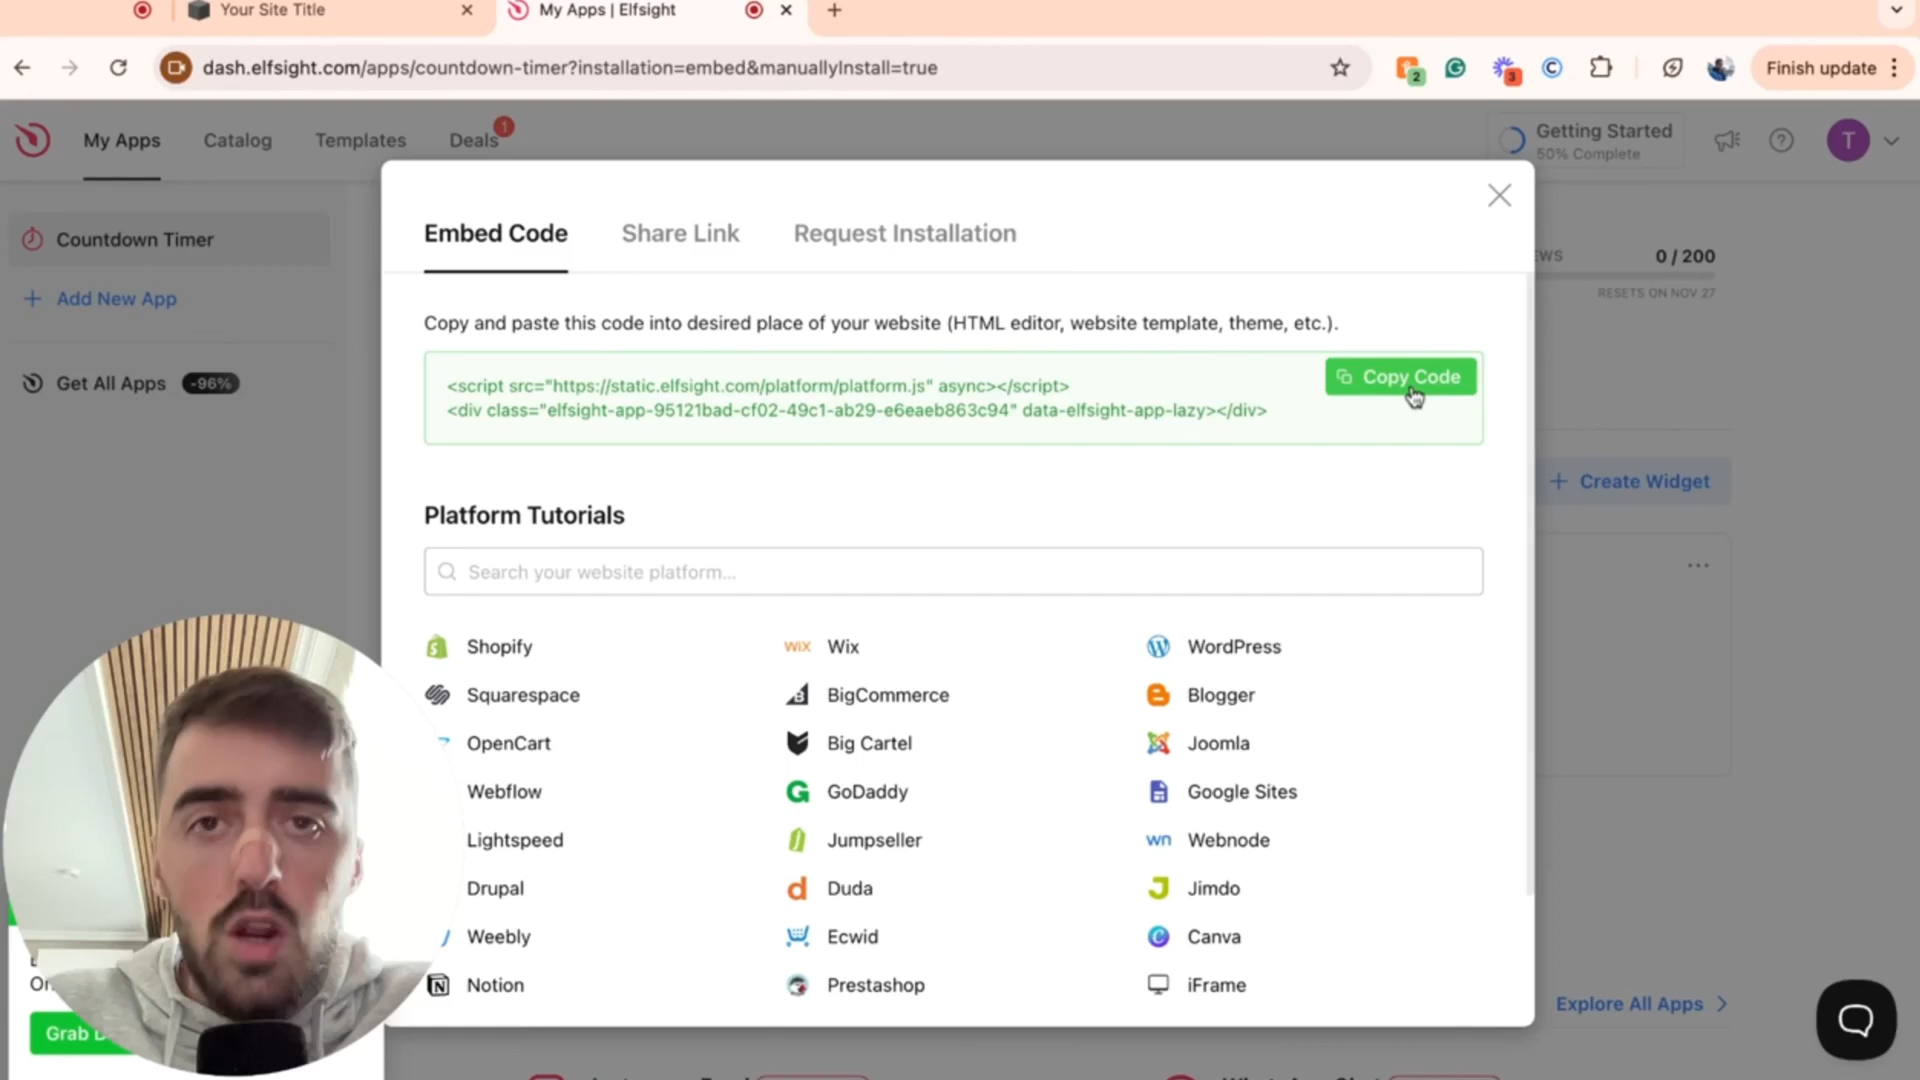 Your Site Title
My Apps | Elfsight
dash.elfsight.com/apps/countdown-timer?installation=embed&manuallyInstall=true
2
3
Finish update
My Apps
Catalog
Templates
Deals
1
Getting Started
50% Complete
T
Countdown Timer
Add New App
Get All Apps
-96%
Embed Code
Share Link
Request Installation
EWS
0 / 200
RESETS ON NOV 27
Copy and paste this code into desired place of your website (HTML editor, website template, theme, etc.).
Copy Code
<script src="https://static.elfsight.com/platform/platform.js" async></script>
<div class="elfsight-app-95121bad-cf02-49c1-ab29-e6eaeb863c94" data-elfsight-app-lazy></div>
Create Widget
Platform Tutorials
Search your website platform...
Shopify
WIX Wix
WordPress
Squarespace
BigCommerce
Blogger
OpenCart
Big Cartel
Joomla
Webflow
GoDaddy
Google Sites
Lightspeed
Jumpseller
wn Webnode
Drupal
Duda
Jimdo
Weebly
Ecwid
Canva
Notion
Prestashop
iFrame
Grab
Explore All Apps